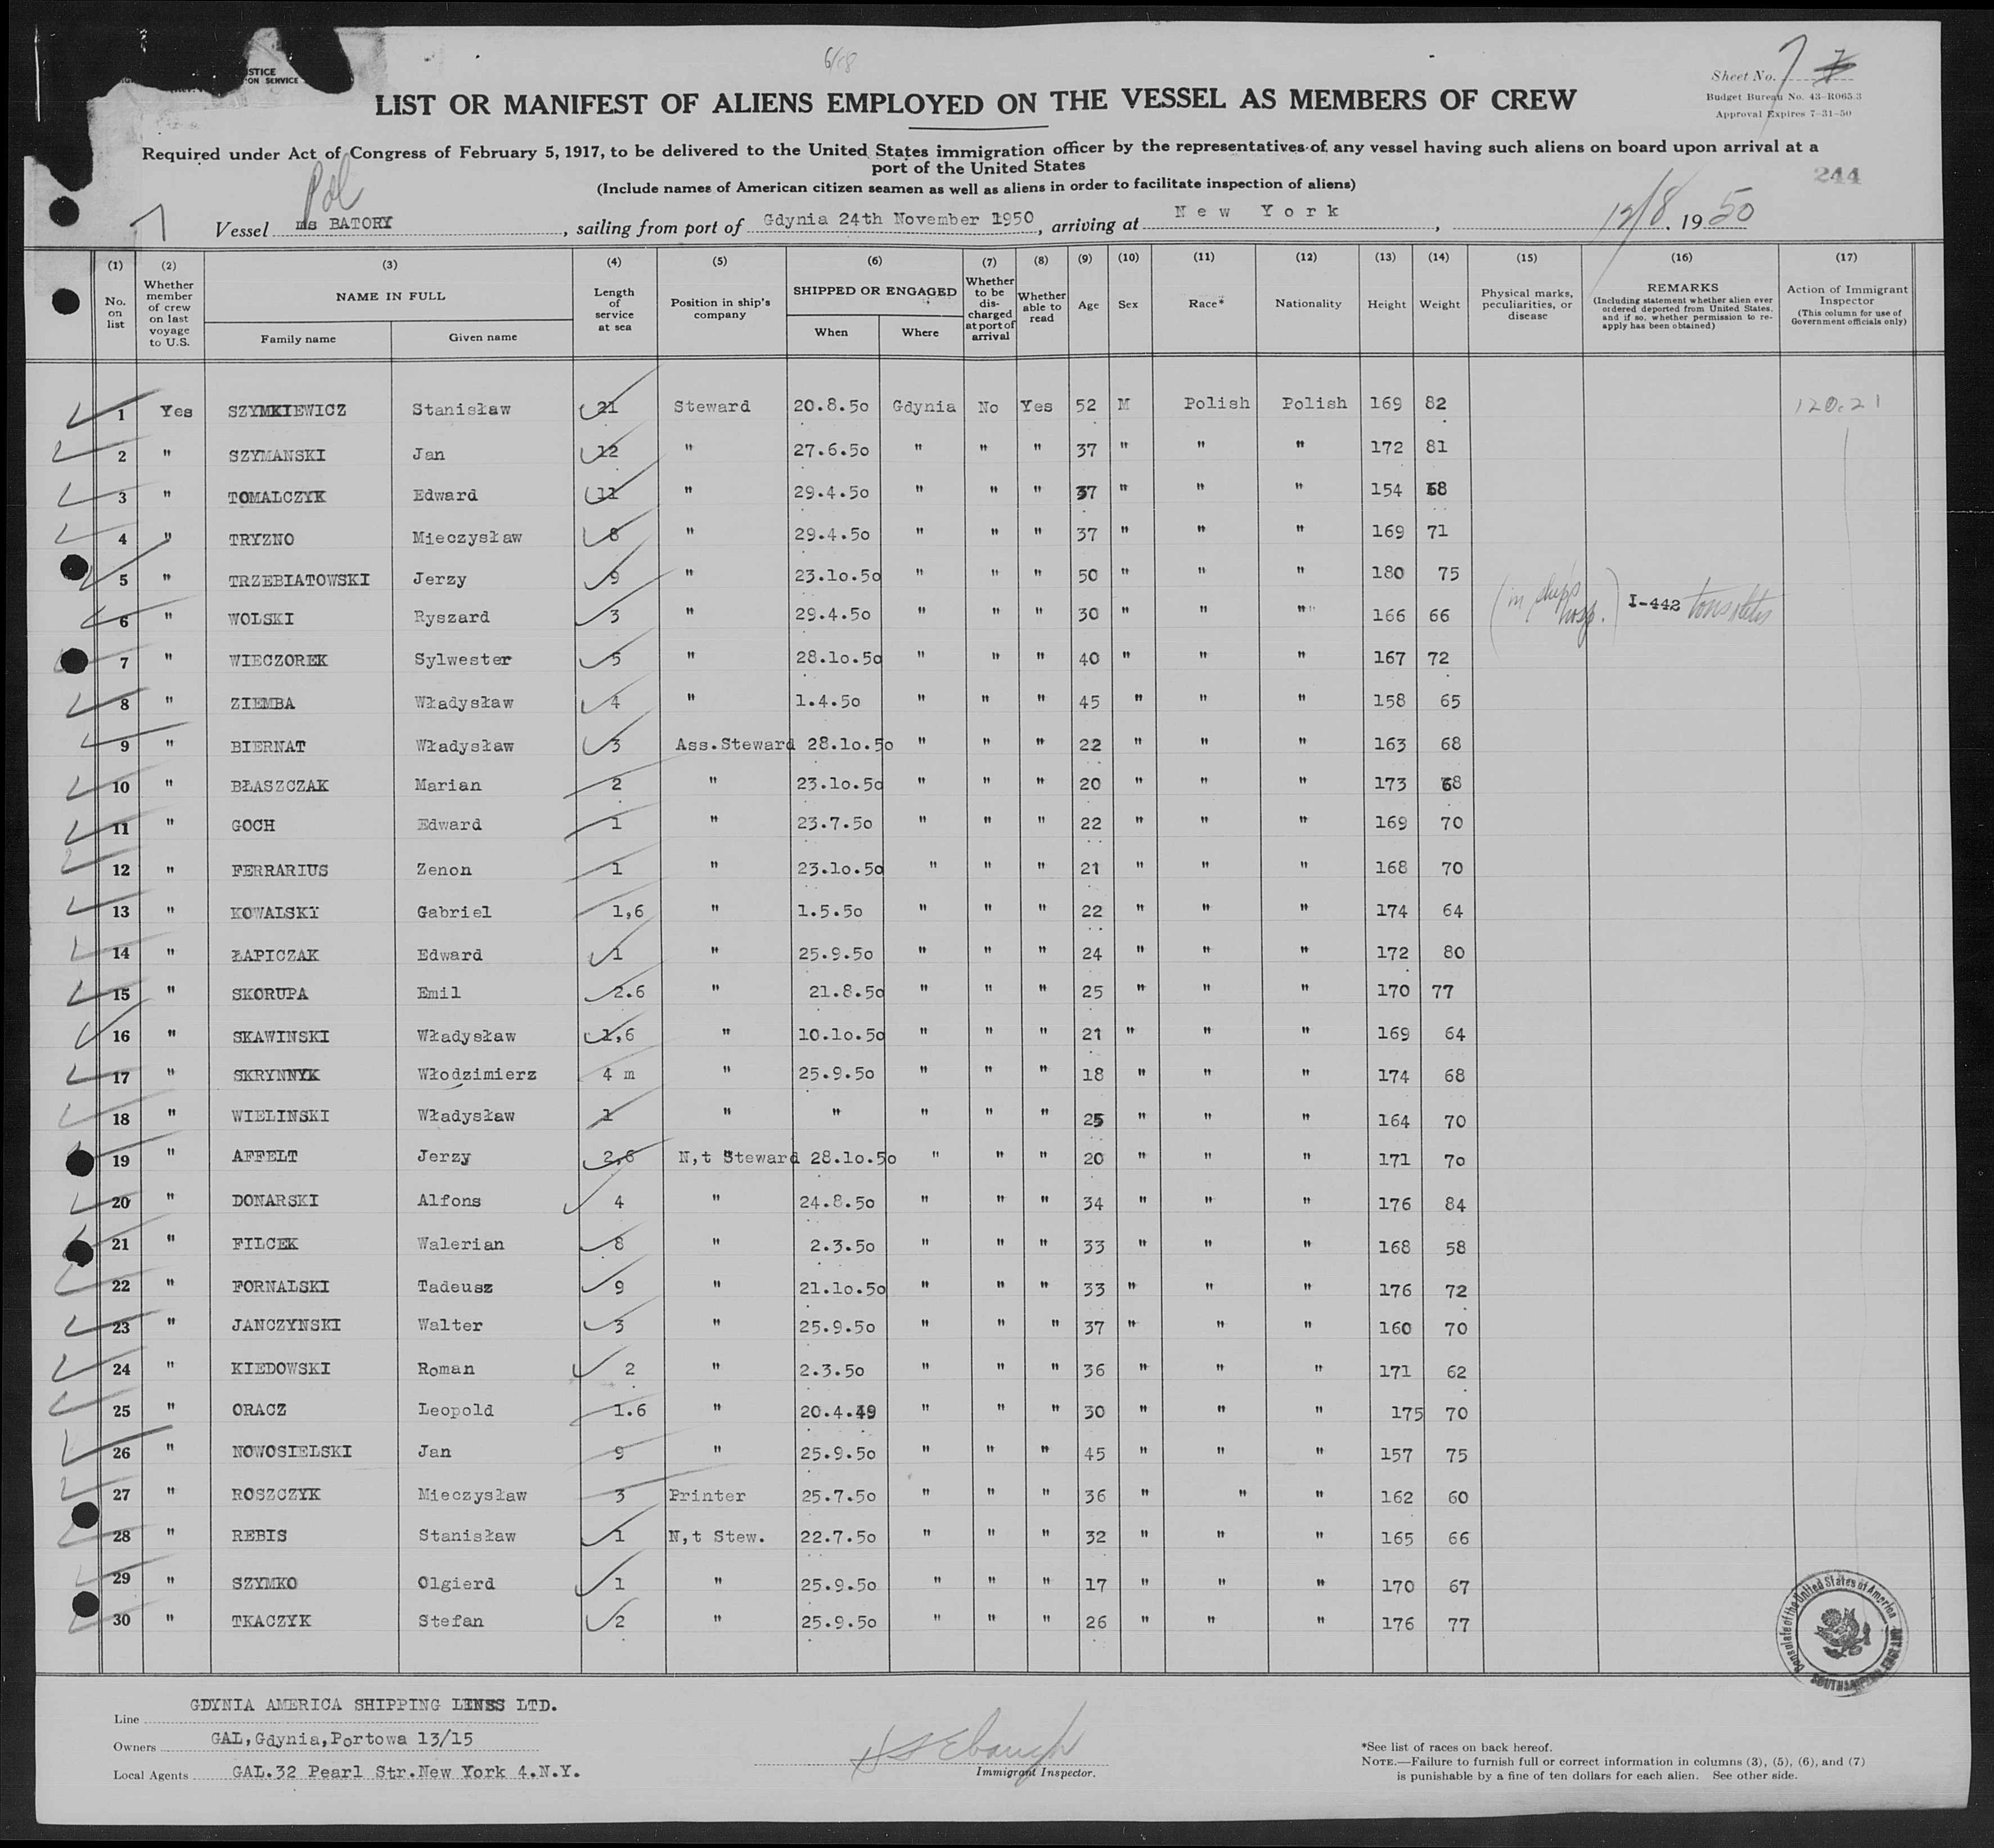 STICE
ON SERVICE
6/18
Sheet No. 7 7
Budget Bureau No. 43-R065.3
Approval Expires 7-31-50
LIST OR MANIFEST OF ALIENS EMPLOYED ON THE VESSEL AS MEMBERS OF CREW
Required under Act of Congress of February 5, 1917, to be delivered to the United States immigration officer by the representatives of any vessel having such aliens on board upon arrival at a
port of the United States
(Include names of American citizen seamen as well as aliens in order to facilitate inspection of aliens)
244
Pol
7 Vessel ms BATORY, sailing from port of Gdynia 24th November 1950, arriving at New York, 12/8, 1950
(1) (2) (3) (4) (5) (6) (7) (8) (9) (10) (11) (12) (13) (14) (15) (16) (17)
No. on list Whether member of crew on last voyage to U.S. NAME IN FULL Family name Given name Length of service at sea Position in ship's company SHIPPED OR ENGAGED When Where Whether to be discharged at port of arrival Whether able to read Age Sex Race* Nationality Height Weight Physical marks, peculiarities, or disease REMARKS (Including statement whether alien ever ordered deported from United States, and if so, whether permission to reapply has been obtained) Action of Immigrant Inspector (This column for use of Government officials only)
1 Yes SZYMKIEWICZ Stanisław 21 Steward 20.8.50 Gdynia No Yes 52 M Polish Polish 169 82 120.21
2 " SZYMANSKI Jan 12 " 27.6.50 " " " 37 " " " 172 81
3 " TOMALCZYK Edward 11 " 29.4.50 " " " 37 " " " 154 68
4 " TRYZNO Mieczysław 8 " 29.4.50 " " " 37 " " " 169 71
5 " TRZEBIATOWSKI Jerzy 9 " 23.10.50 " " " 50 " " " 180 75
6 " WOLSKI Ryszard 3 " 29.4.50 " " " 30 " " " 166 66 (in ship's hosp.) I-442 tonsilitis
7 " WIECZOREK Sylwester 5 " 28.10.50 " " " 40 " " " 167 72
8 " ZIEMBA Władysław 4 " 1.4.50 " " " 45 " " " 158 65
9 " BIERNAT Władysław 3 Ass.Steward 28.10.50 " " " 22 " " " 163 68
10 " BŁASZCZAK Marian 2 " 23.10.50 " " " 20 " " " 173 68
11 " GOCH Edward 1 " 23.7.50 " " " 22 " " " 169 70
12 " FERRARIUS Zenon 1 " 23.10.50 " " " 21 " " " 168 70
13 " KOWALSKY Gabriel 1,6 " 1.5.50 " " " 22 " " " 174 64
14 " ŁAPICZAK Edward 1 " 25.9.50 " " " 24 " " " 172 80
15 " SKORUPA Emil 2.6 " 21.8.50 " " " 25 " " " 170 77
16 " SKAWINSKI Władysław 1,6 " 10.10.50 " " " 21 " " " 169 64
17 " SKRYNNYK Włodzimierz 4 m " 25.9.50 " " " 18 " " " 174 68
18 " WIELINSKI Władysław 1 " " " " " 25 " " " 164 70
19 " AFFELT Jerzy 2,6 N,t Steward 28.10.50 " " " 20 " " " 171 70
20 " DONARSKI Alfons 4 " 24.8.50 " " " 34 " " " 176 84
21 " FILCEK Walerian 8 " 2.3.50 " " " 33 " " " 168 58
22 " FORNALSKI Tadeusz 9 " 21.10.50 " " " 33 " " " 176 72
23 " JANCZYNSKI Walter 3 " 25.9.50 " " " 37 " " " 160 70
24 " KIEDOWSKI Roman 2 " 2.3.50 " " " 36 " " " 171 62
25 " ORACZ Leopold 1.6 " 20.4.49 " " " 30 " " " 175 70
26 " NOWOSIELSKI Jan 9 " 25.9.50 " " " 45 " " " 157 75
27 " ROSZCZYK Mieczysław 3 Printer 25.7.50 " " " 36 " " " 162 60
28 " REBIS Stanisław 1 N,t Stew. 22.7.50 " " " 32 " " " 165 66
29 " SZYMKO Olgierd 1 " 25.9.50 " " " 17 " " " 170 67
30 " TKACZYK Stefan 2 " 25.9.50 " " " 26 " " " 176 77
Consulate of the United States of America
SOUTHAMPTON ENGLAND
Line GDYNIA AMERICA SHIPPING LINES LTD.
Owners GAL,Gdynia,Portowa 13/15
Local Agents GAL.32 Pearl Str.New York 4.N.Y.
H S Ebaugh
Immigrant Inspector.
*See list of races on back hereof.
NOTE.—Failure to furnish full or correct information in columns (3), (5), (6), and (7)
is punishable by a fine of ten dollars for each alien. See other side.